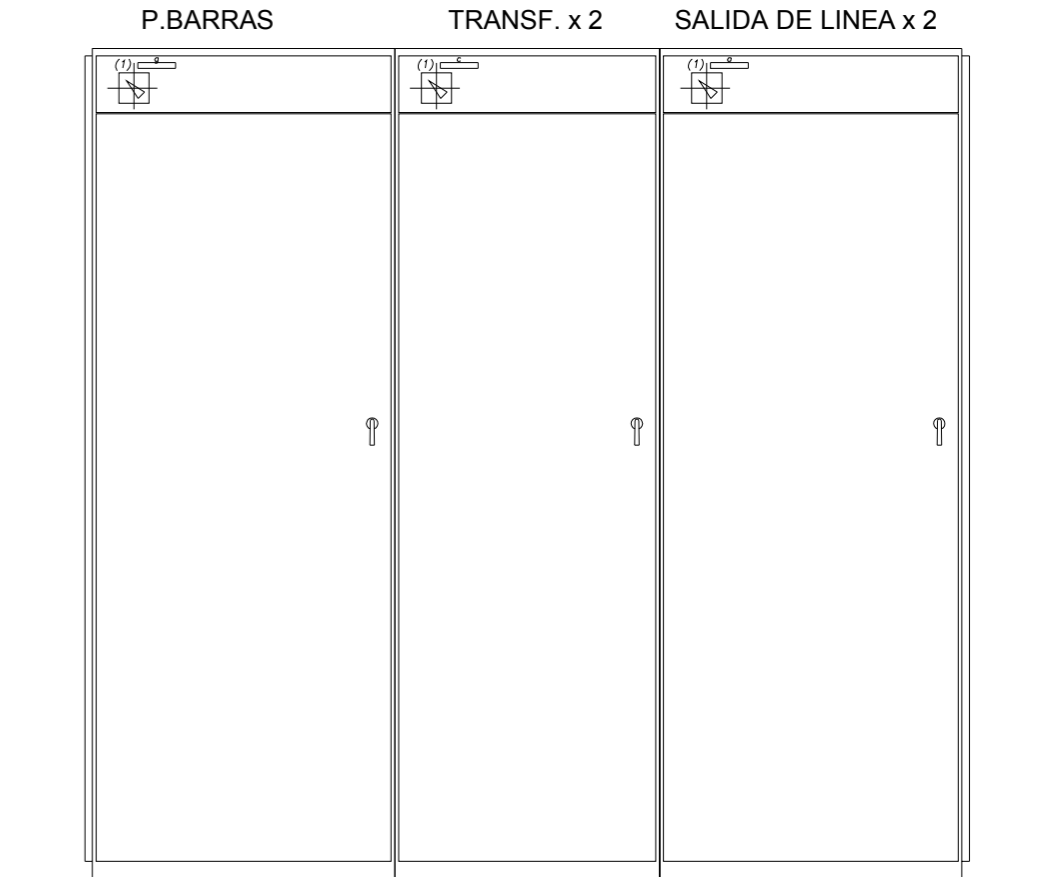 P.BARRAS TRANSF. x 2 SALIDA DE LINEA x 2
(1) g (1) c (1) a